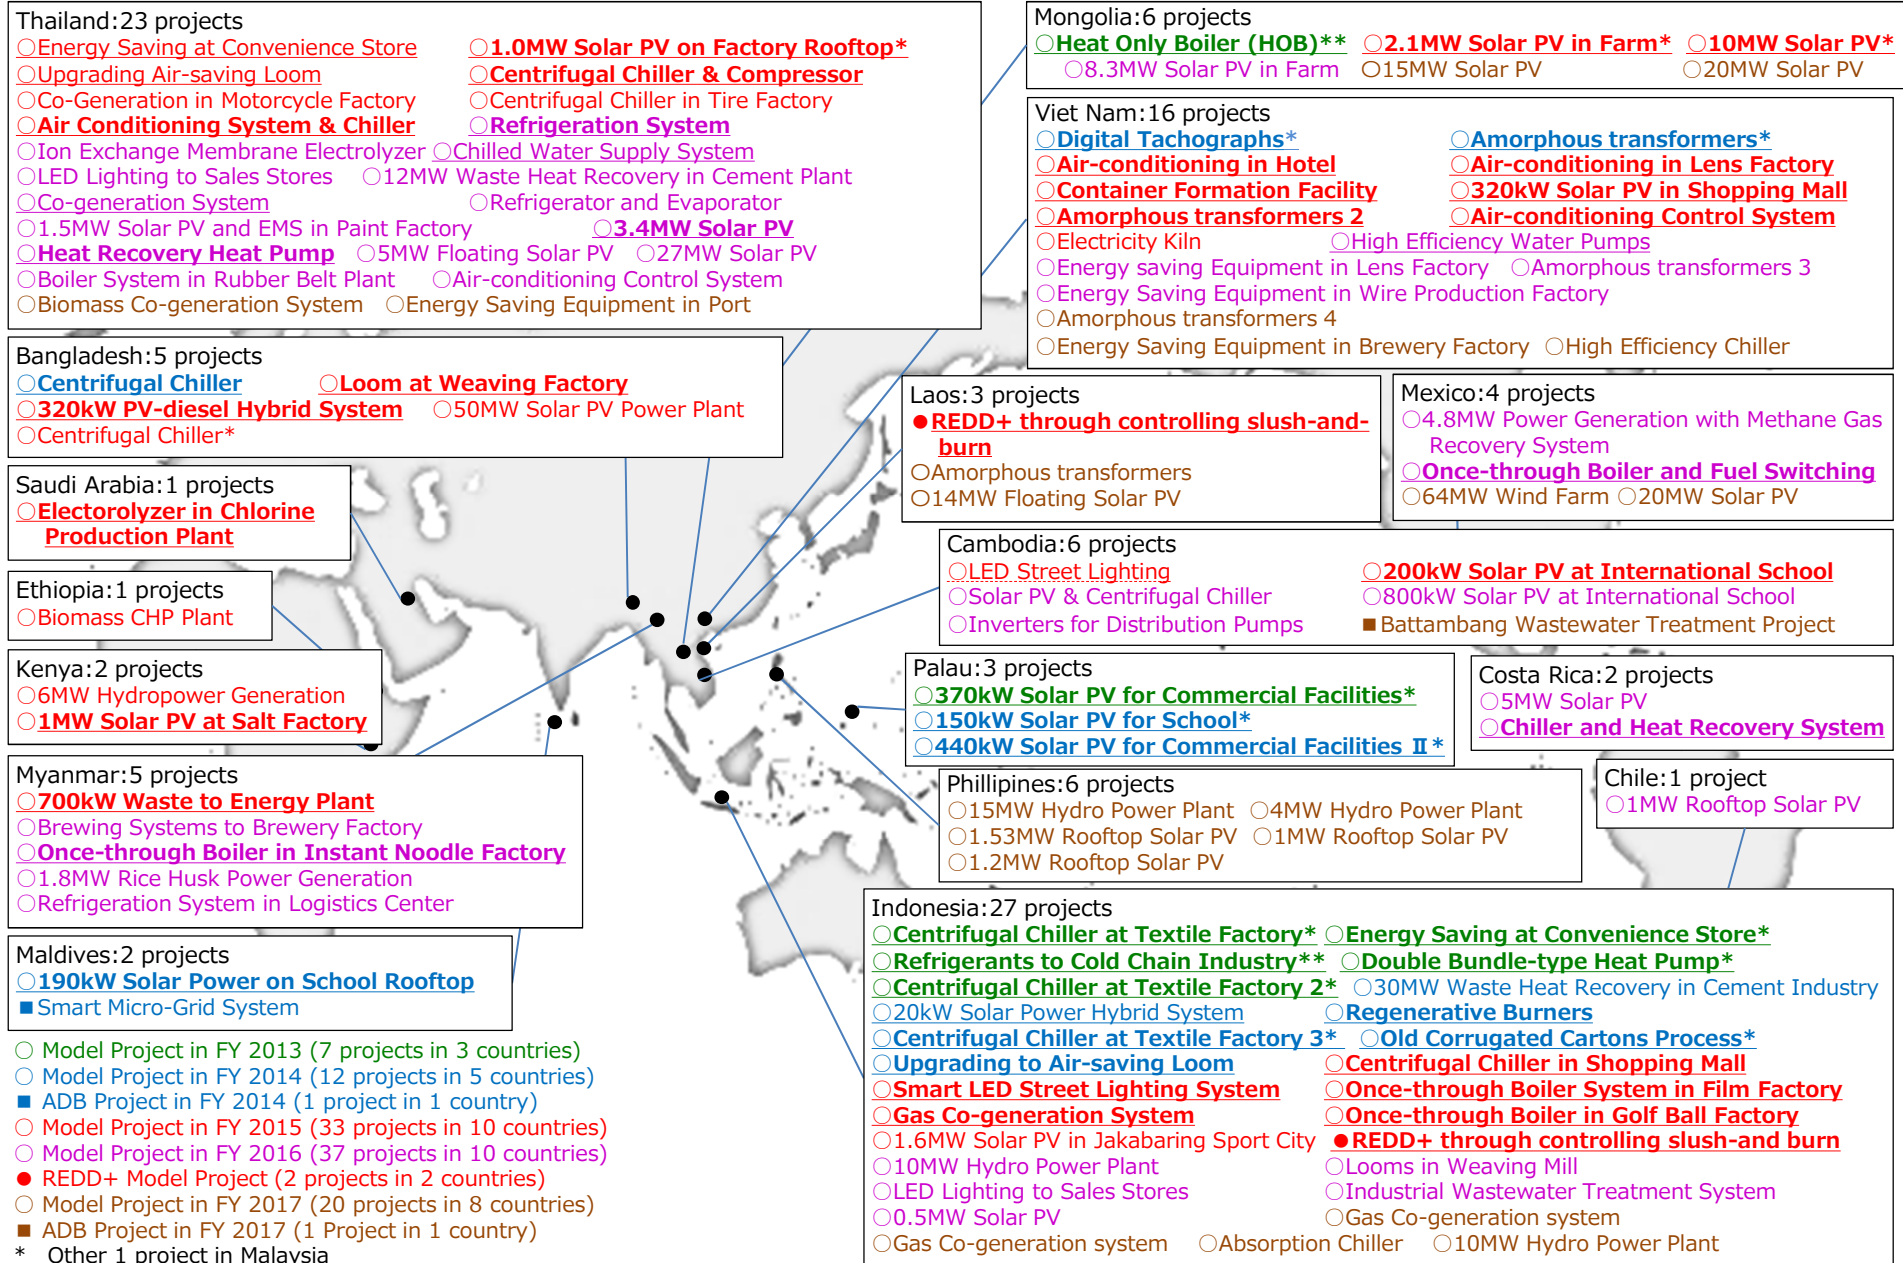 Thailand:23 projects
○Energy Saving at Convenience Store ○1.0MW Solar PV on Factory Rooftop*
○Upgrading Air-saving Loom ○Centrifugal Chiller & Compressor
○Co-Generation in Motorcycle Factory ○Centrifugal Chiller in Tire Factory
○Air Conditioning System & Chiller ○Refrigeration System
○Ion Exchange Membrane Electrolyzer ○Chilled Water Supply System
○LED Lighting to Sales Stores ○12MW Waste Heat Recovery in Cement Plant
○Co-generation System ○Refrigerator and Evaporator
○1.5MW Solar PV and EMS in Paint Factory ○3.4MW Solar PV
○Heat Recovery Heat Pump ○5MW Floating Solar PV ○27MW Solar PV
○Boiler System in Rubber Belt Plant ○Air-conditioning Control System
○Biomass Co-generation System ○Energy Saving Equipment in Port
Mongolia:6 projects
○Heat Only Boiler (HOB)** ○2.1MW Solar PV in Farm* ○10MW Solar PV*
○8.3MW Solar PV in Farm ○15MW Solar PV ○20MW Solar PV
Viet Nam:16 projects
○Digital Tachographs* ○Amorphous transformers*
○Air-conditioning in Hotel ○Air-conditioning in Lens Factory
○Container Formation Facility ○320kW Solar PV in Shopping Mall
○Amorphous transformers 2 ○Air-conditioning Control System
○Electricity Kiln ○High Efficiency Water Pumps
○Energy saving Equipment in Lens Factory ○Amorphous transformers 3
○Energy Saving Equipment in Wire Production Factory
○Amorphous transformers 4
○Energy Saving Equipment in Brewery Factory ○High Efficiency Chiller
Bangladesh:5 projects
○Centrifugal Chiller ○Loom at Weaving Factory
○320kW PV-diesel Hybrid System ○50MW Solar PV Power Plant
○Centrifugal Chiller*
Laos:3 projects
●REDD+ through controlling slush-and-
burn
○Amorphous transformers
○14MW Floating Solar PV
Mexico:4 projects
○4.8MW Power Generation with Methane Gas
Recovery System
○Once-through Boiler and Fuel Switching
○64MW Wind Farm ○20MW Solar PV
Saudi Arabia:1 projects
○Electorolyzer in Chlorine
Production Plant
Cambodia:6 projects
○LED Street Lighting ○200kW Solar PV at International School
○Solar PV & Centrifugal Chiller ○800kW Solar PV at International School
○Inverters for Distribution Pumps ■Battambang Wastewater Treatment Project
Ethiopia:1 projects
○Biomass CHP Plant
Kenya:2 projects
○6MW Hydropower Generation
○1MW Solar PV at Salt Factory
Palau:3 projects
○370kW Solar PV for Commercial Facilities*
○150kW Solar PV for School*
○440kW Solar PV for Commercial Facilities Ⅱ*
Costa Rica:2 projects
○5MW Solar PV
○Chiller and Heat Recovery System
Myanmar:5 projects
○700kW Waste to Energy Plant
○Brewing Systems to Brewery Factory
○Once-through Boiler in Instant Noodle Factory
○1.8MW Rice Husk Power Generation
○Refrigeration System in Logistics Center
Phillipines:6 projects
○15MW Hydro Power Plant ○4MW Hydro Power Plant
○1.53MW Rooftop Solar PV ○1MW Rooftop Solar PV
○1.2MW Rooftop Solar PV
Chile:1 project
○1MW Rooftop Solar PV
Maldives:2 projects
○190kW Solar Power on School Rooftop
■Smart Micro-Grid System
Indonesia:27 projects
○Centrifugal Chiller at Textile Factory* ○Energy Saving at Convenience Store*
○Refrigerants to Cold Chain Industry** ○Double Bundle-type Heat Pump*
○Centrifugal Chiller at Textile Factory 2* ○30MW Waste Heat Recovery in Cement Industry
○20kW Solar Power Hybrid System ○Regenerative Burners
○Centrifugal Chiller at Textile Factory 3* ○Old Corrugated Cartons Process*
○Upgrading to Air-saving Loom ○Centrifugal Chiller in Shopping Mall
○Smart LED Street Lighting System ○Once-through Boiler System in Film Factory
○Gas Co-generation System ○Once-through Boiler in Golf Ball Factory
○1.6MW Solar PV in Jakabaring Sport City ●REDD+ through controlling slush-and burn
○10MW Hydro Power Plant ○Looms in Weaving Mill
○LED Lighting to Sales Stores ○Industrial Wastewater Treatment System
○0.5MW Solar PV ○Gas Co-generation system
○Gas Co-generation system ○Absorption Chiller ○10MW Hydro Power Plant
○ Model Project in FY 2013 (7 projects in 3 countries)
○ Model Project in FY 2014 (12 projects in 5 countries)
■ ADB Project in FY 2014 (1 project in 1 country)
○ Model Project in FY 2015 (33 projects in 10 countries)
○ Model Project in FY 2016 (37 projects in 10 countries)
● REDD+ Model Project (2 projects in 2 countries)
○ Model Project in FY 2017 (20 projects in 8 countries)
■ ADB Project in FY 2017 (1 Project in 1 country)
* Other 1 project in Malaysia